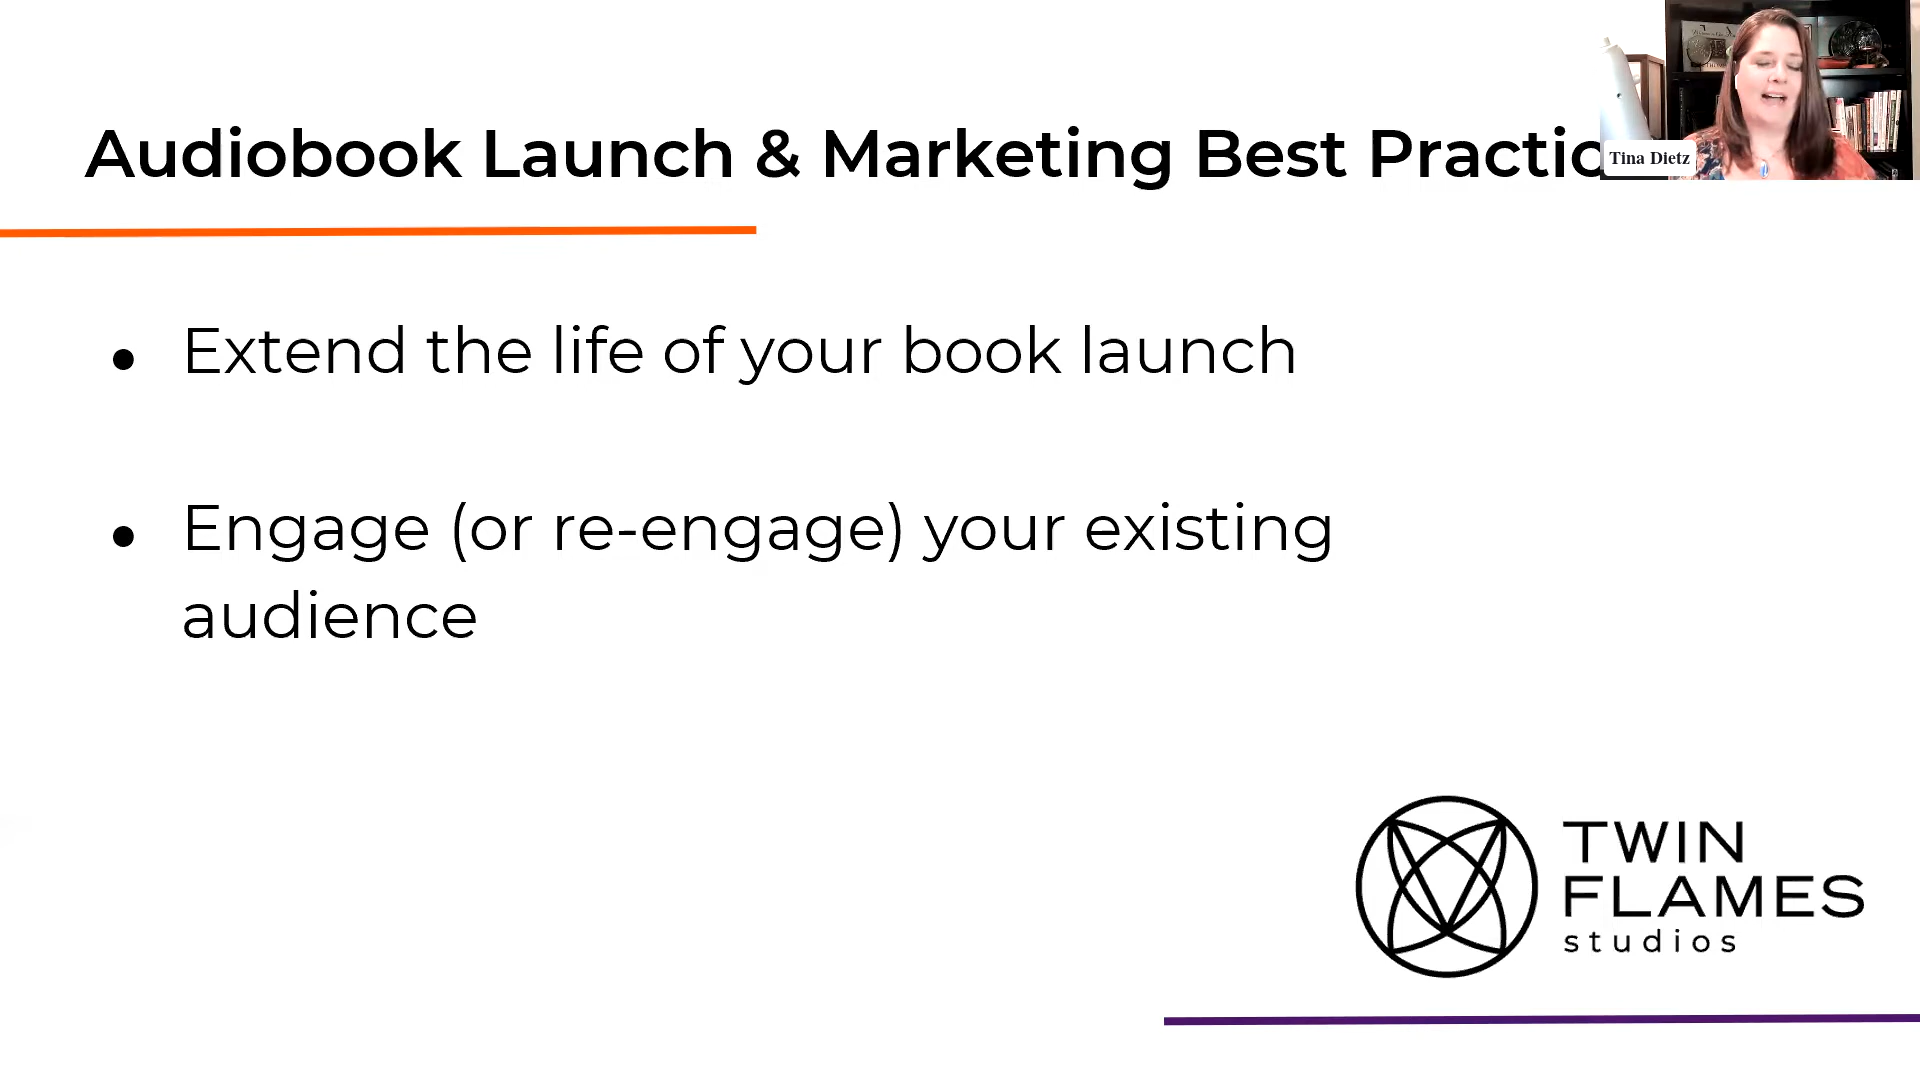 Audiobook Launch & Marketing Best Practic
Tina Dietz
• Extend the life of your book launch
• Engage (or re-engage) your existing
audience
TWIN
FLAMES
studios